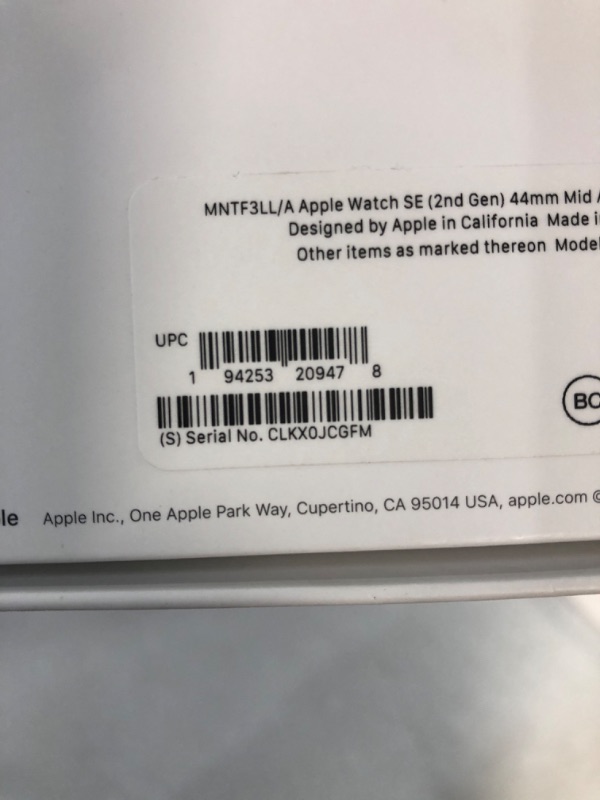 MNTF3LL/A Apple Watch SE (2nd Gen) 44mm Mid
Designed by Apple in California Made
Other items as marked thereon Model
UPC
1 94253 20947 8
(S) Serial No. CLKX0JCGFM
BC
le Apple Inc., One Apple Park Way, Cupertino, CA 95014 USA, apple.com ©